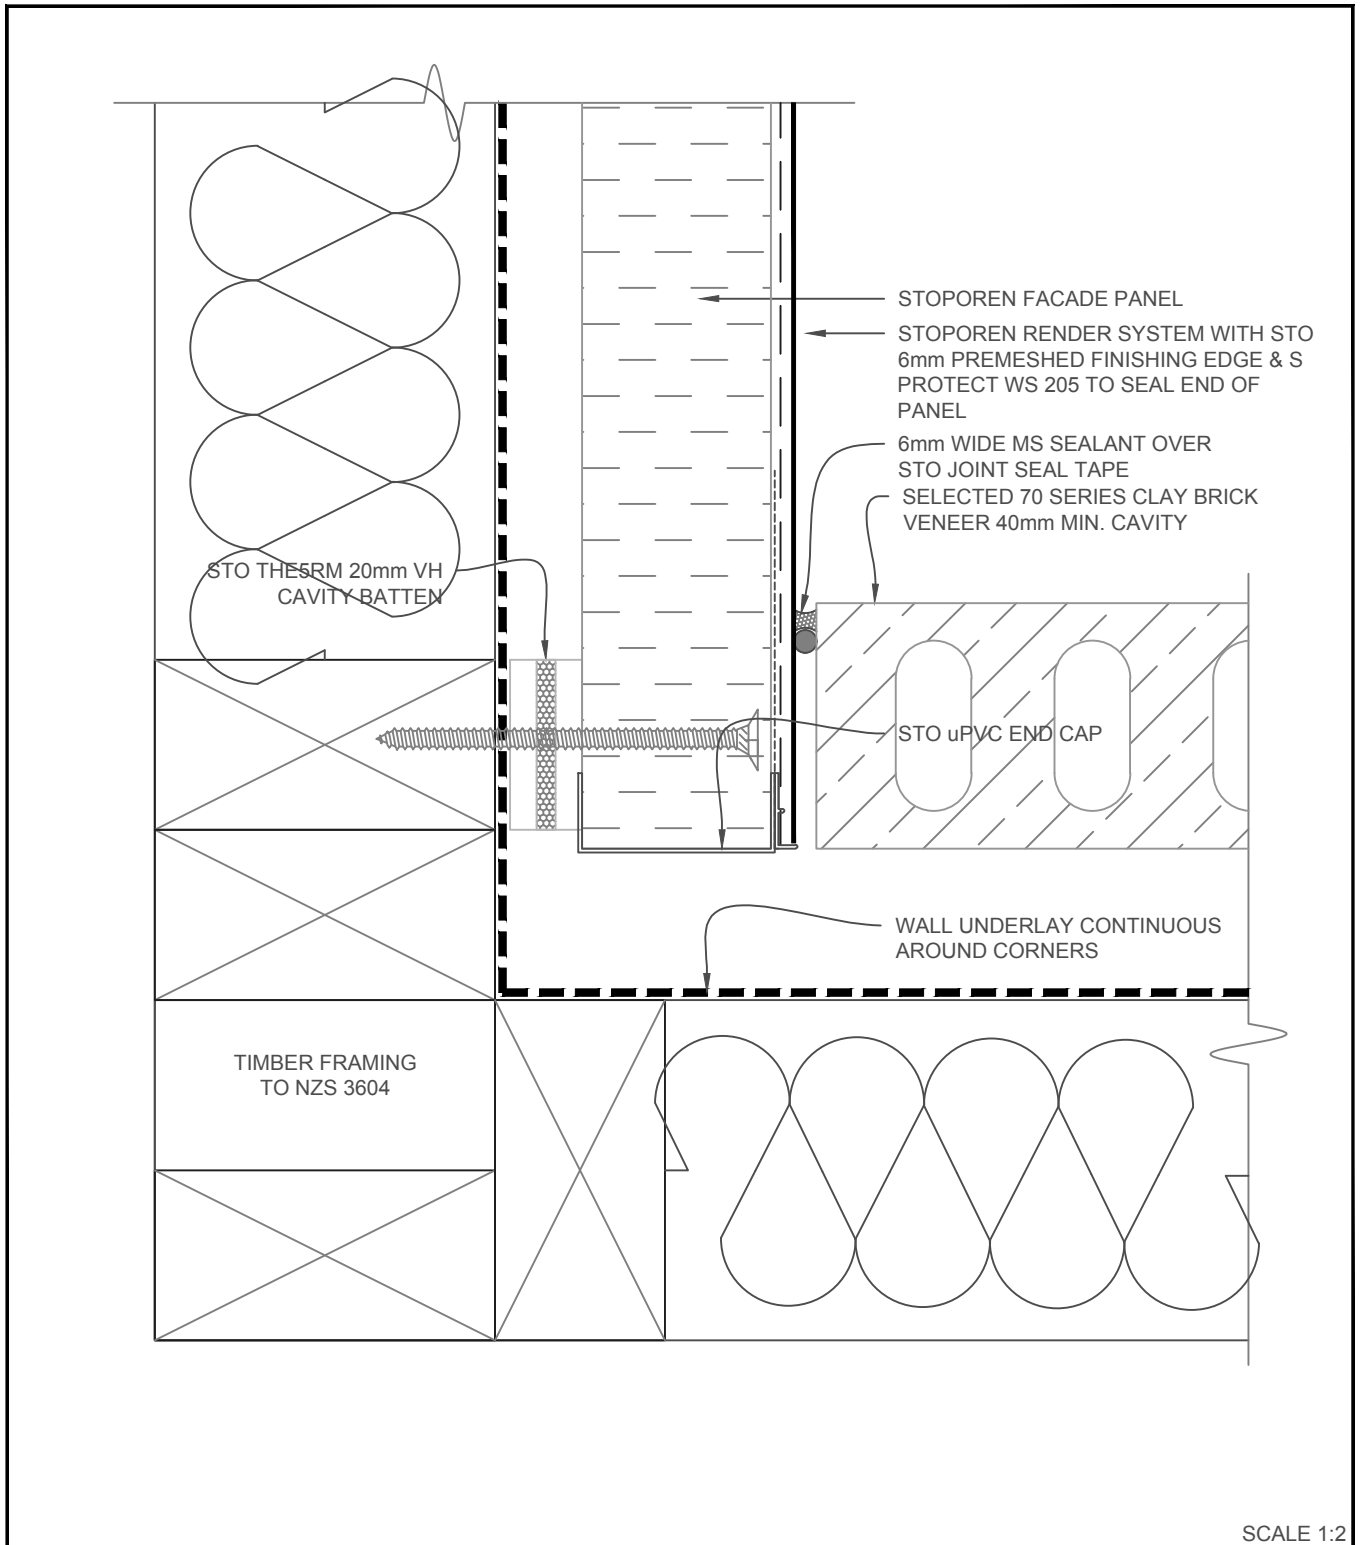 STOPOREN FACADE PANEL
STOPOREN RENDER SYSTEM WITH STO
6mm PREMESHED FINISHING EDGE & S
PROTECT WS 205 TO SEAL END OF
PANEL
6mm WIDE MS SEALANT OVER
STO JOINT SEAL TAPE
SELECTED 70 SERIES CLAY BRICK
VENEER 40mm MIN. CAVITY
STO THE5RM 20mm VH
CAVITY BATTEN
STO uPVC END CAP
WALL UNDERLAY CONTINUOUS
AROUND CORNERS
TIMBER FRAMING
TO NZS 3604
SCALE 1:2